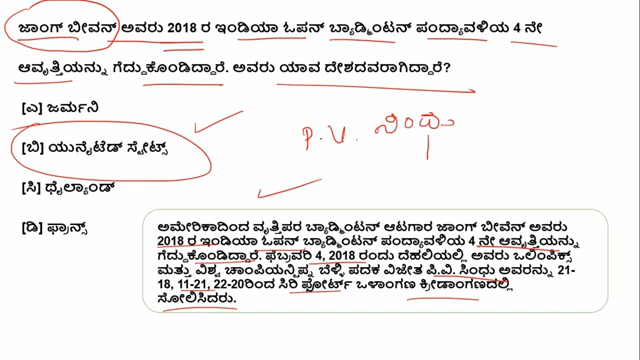 ಜಾಂಗ್ ಬೀವನ್ ಅವರು 2018 ರ ಇಂಡಿಯಾ ಓಪನ್ ಬ್ಯಾಡ್ಮಿಂಟನ್ ಪಂದ್ಯಾವಳಿಯ 4 ನೇ
ಆವೃತ್ತಿಯನ್ನು ಗೆದ್ದುಕೊಂಡಿದ್ದಾರೆ. ಅವರು ಯಾವ ದೇಶದವರಾಗಿದ್ದಾರೆ?
[ಎ] ಜರ್ಮನಿ
P. V. ಸಿಂಧು
[ಬಿ] ಯುನೈಟೆಡ್ ಸ್ಟೇಟ್ಸ್
[ಸಿ] ಥೈಲ್ಯಾಂಡ್
[ಡಿ] ಫ್ರಾನ್ಸ್
ಅಮೇರಿಕಾದಿಂದ ವೃತ್ತಿಪರ ಬ್ಯಾಡ್ಮಿಂಟನ್ ಆಟಗಾರ ಜಾಂಗ್ ಬೀವೆನ್ ಅವರು
2018 ರ ಇಂಡಿಯಾ ಓಪನ್ ಬ್ಯಾಡ್ಮಿಂಟನ್ ಪಂದ್ಯಾವಳಿಯ 4 ನೇ ಆವೃತ್ತಿಯನ್ನು
ಗೆದ್ದುಕೊಂಡಿದ್ದಾರೆ. ಫೆಬ್ರವರಿ 4, 2018 ರಂದು ದೆಹಲಿಯಲ್ಲಿ ಅವರು ಒಲಿಂಪಿಕ್ಸ್
ಮತ್ತು ವಿಶ್ವ ಚಾಂಪಿಯನ್ಶಿಪ್ನ ಬೆಳ್ಳಿ ಪದಕ ವಿಜೇತ ಪಿ.ವಿ. ಸಿಂಧು ಅವರನ್ನು 21-
18, 11-21, 22-20ರಿಂದ ಸಿರಿ ಫೋರ್ಟ್ ಒಳಾಂಗಣ ಕ್ರೀಡಾಂಗಣದಲ್ಲಿ
ಸೋಲಿಸಿದರು.